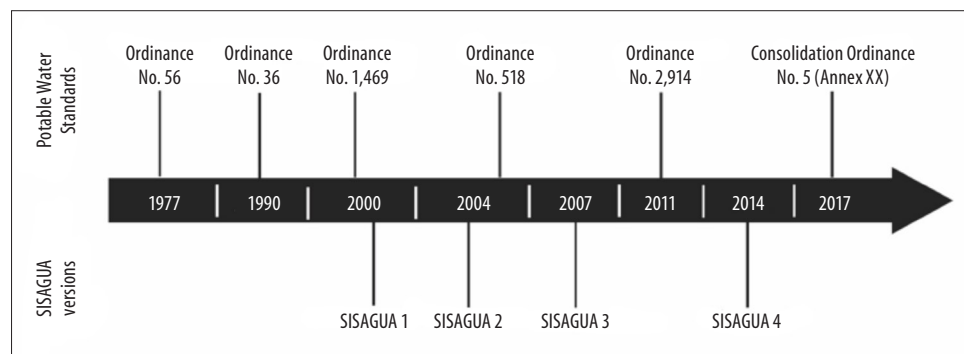 Potable Water
Standards
Ordinance
No. 56
Ordinance
No. 36
Ordinance
No. 1,469
Ordinance
No. 518
Ordinance
No. 2,914
Consolidation Ordinance
No. 5 (Annex XX)
1977
1990
2000
2004
2007
2011
2014
2017
SISAGUA
versions
SISAGUA 1
SISAGUA 2
SISAGUA 3
SISAGUA 4